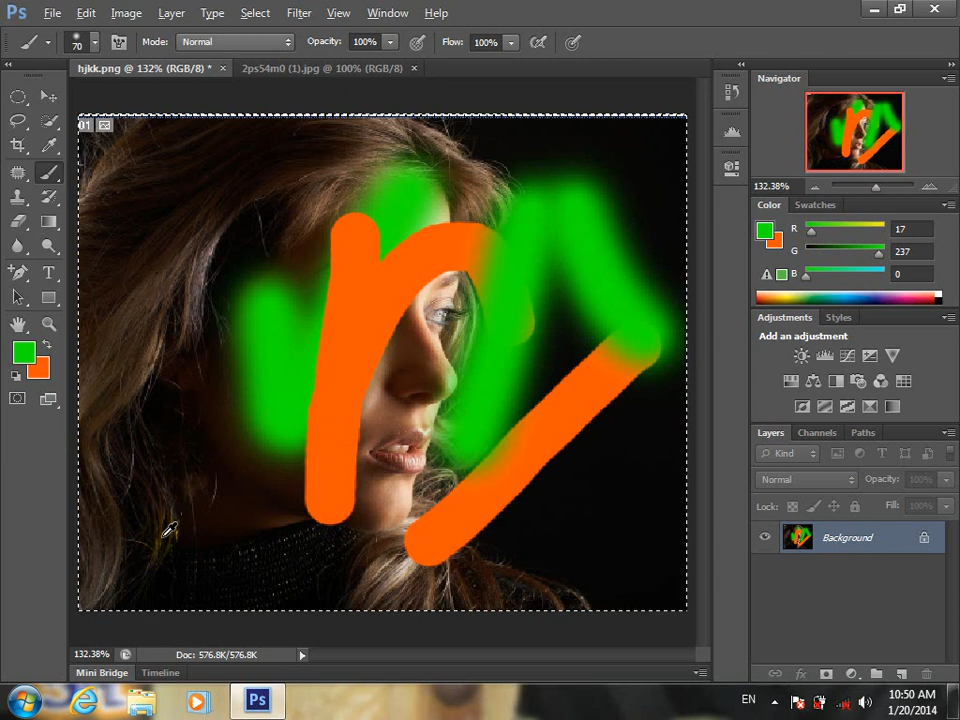 Ps File Edit Image Layer Type Select Filter View Window Help
70 Mode: Normal Opacity: 100% Flow: 100%
hjkk.png @ 132% (RGB/8) * × 2ps54m0 (1).jpg @ 100% (RGB/8) ×
01
Navigator
132.38%
Color Swatches
R 17
G 237
B 0
Adjustments Styles
Add an adjustment
Layers Channels Paths
Kind
Normal Opacity: 100%
Lock: Fill: 100%
Background
132.38% Doc: 576.8K/576.8K
Mini Bridge Timeline
Ps EN 10:50 AM
1/20/2014